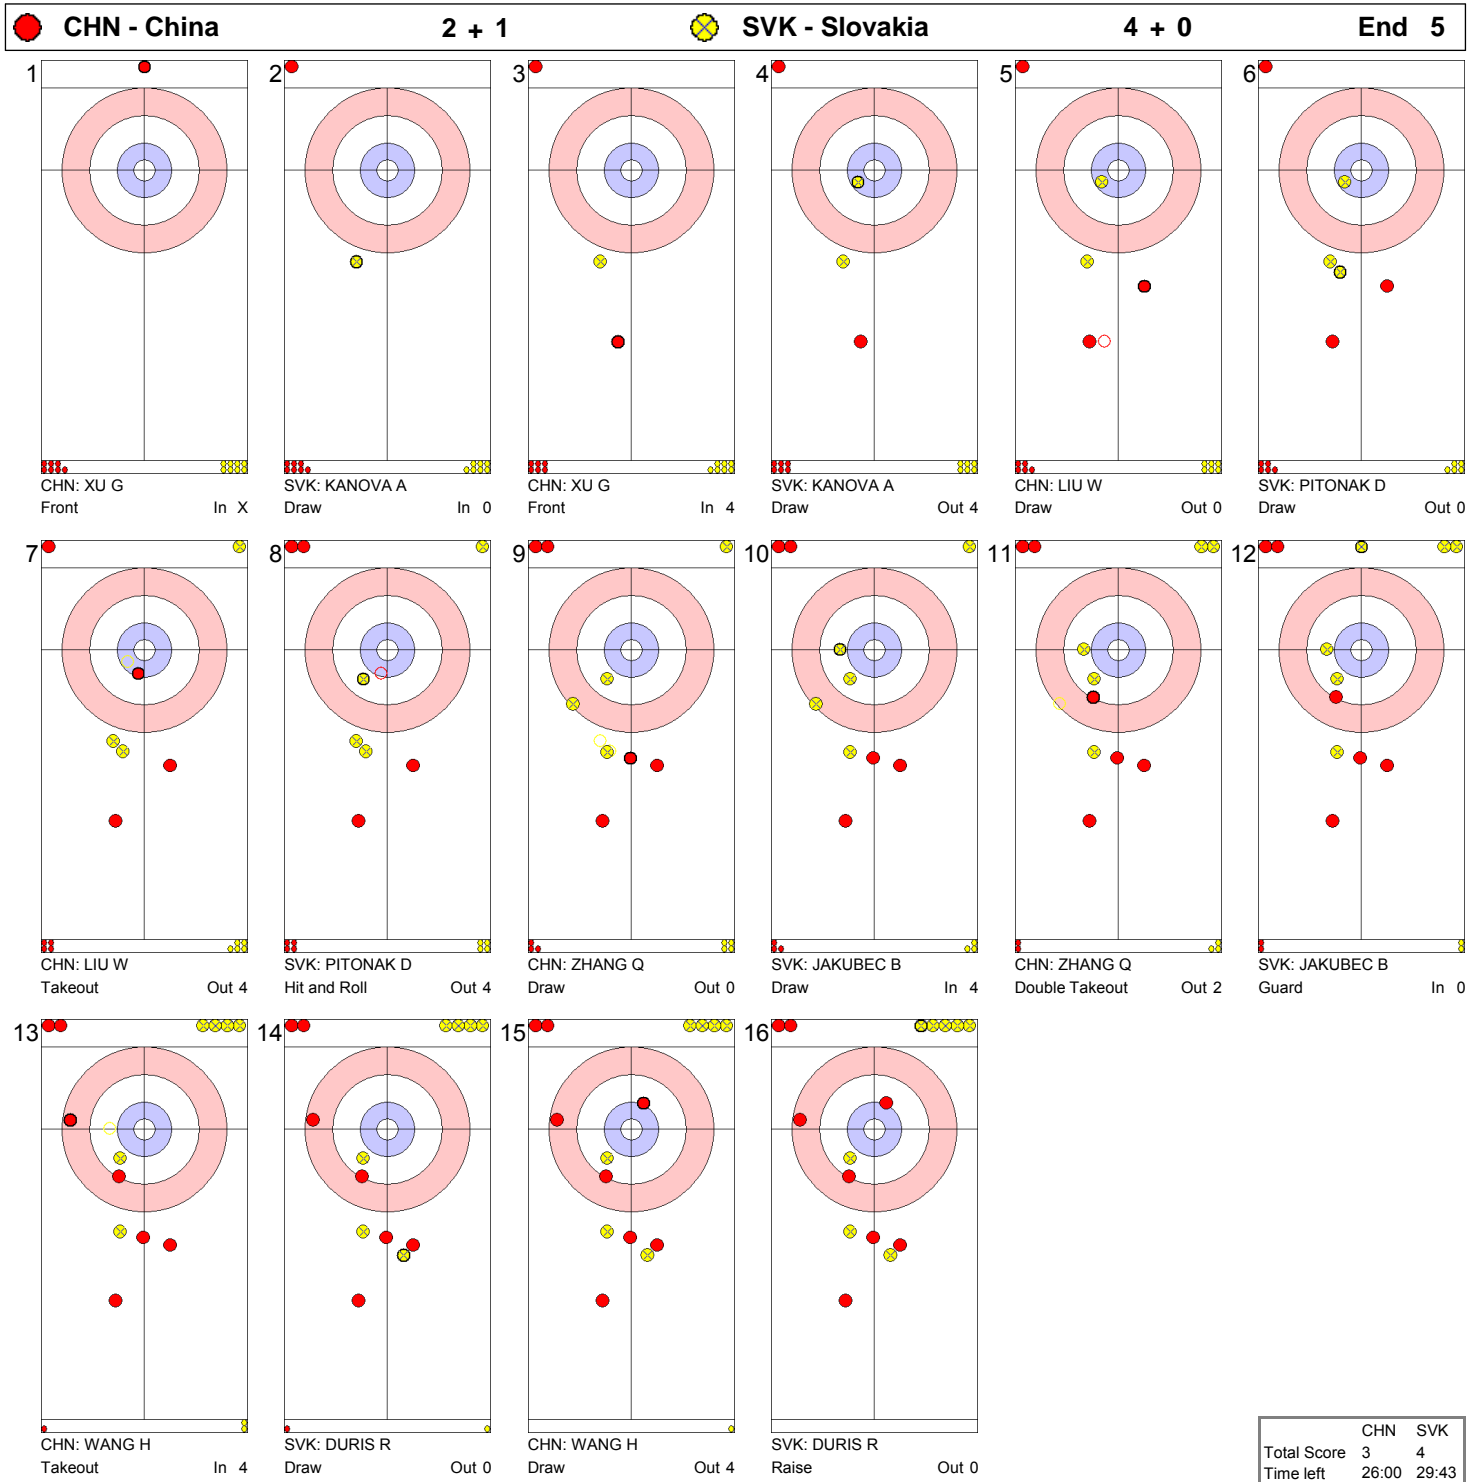 CHN - China 2 + 1 SVK - Slovakia 4 + 0 End 5
1 2 3 4 5 6
CHN: XU G SVK: KANOVA A CHN: XU G SVK: KANOVA A CHN: LIU W SVK: PITONAK D
Front In X Draw In 0 Front In 4 Draw Out 4 Draw Out 0 Draw Out 0
7 8 9 10 11 12
CHN: LIU W SVK: PITONAK D CHN: ZHANG Q SVK: JAKUBEC B CHN: ZHANG Q SVK: JAKUBEC B
Takeout Out 4 Hit and Roll Out 4 Draw Out 0 Draw In 4 Double Takeout Out 2 Guard In 0
13 14 15 16
CHN: WANG H SVK: DURIS R CHN: WANG H SVK: DURIS R
Takeout In 4 Draw Out 0 Draw Out 4 Raise Out 0
CHN SVK
Total Score 3 4
Time left 26:00 29:43